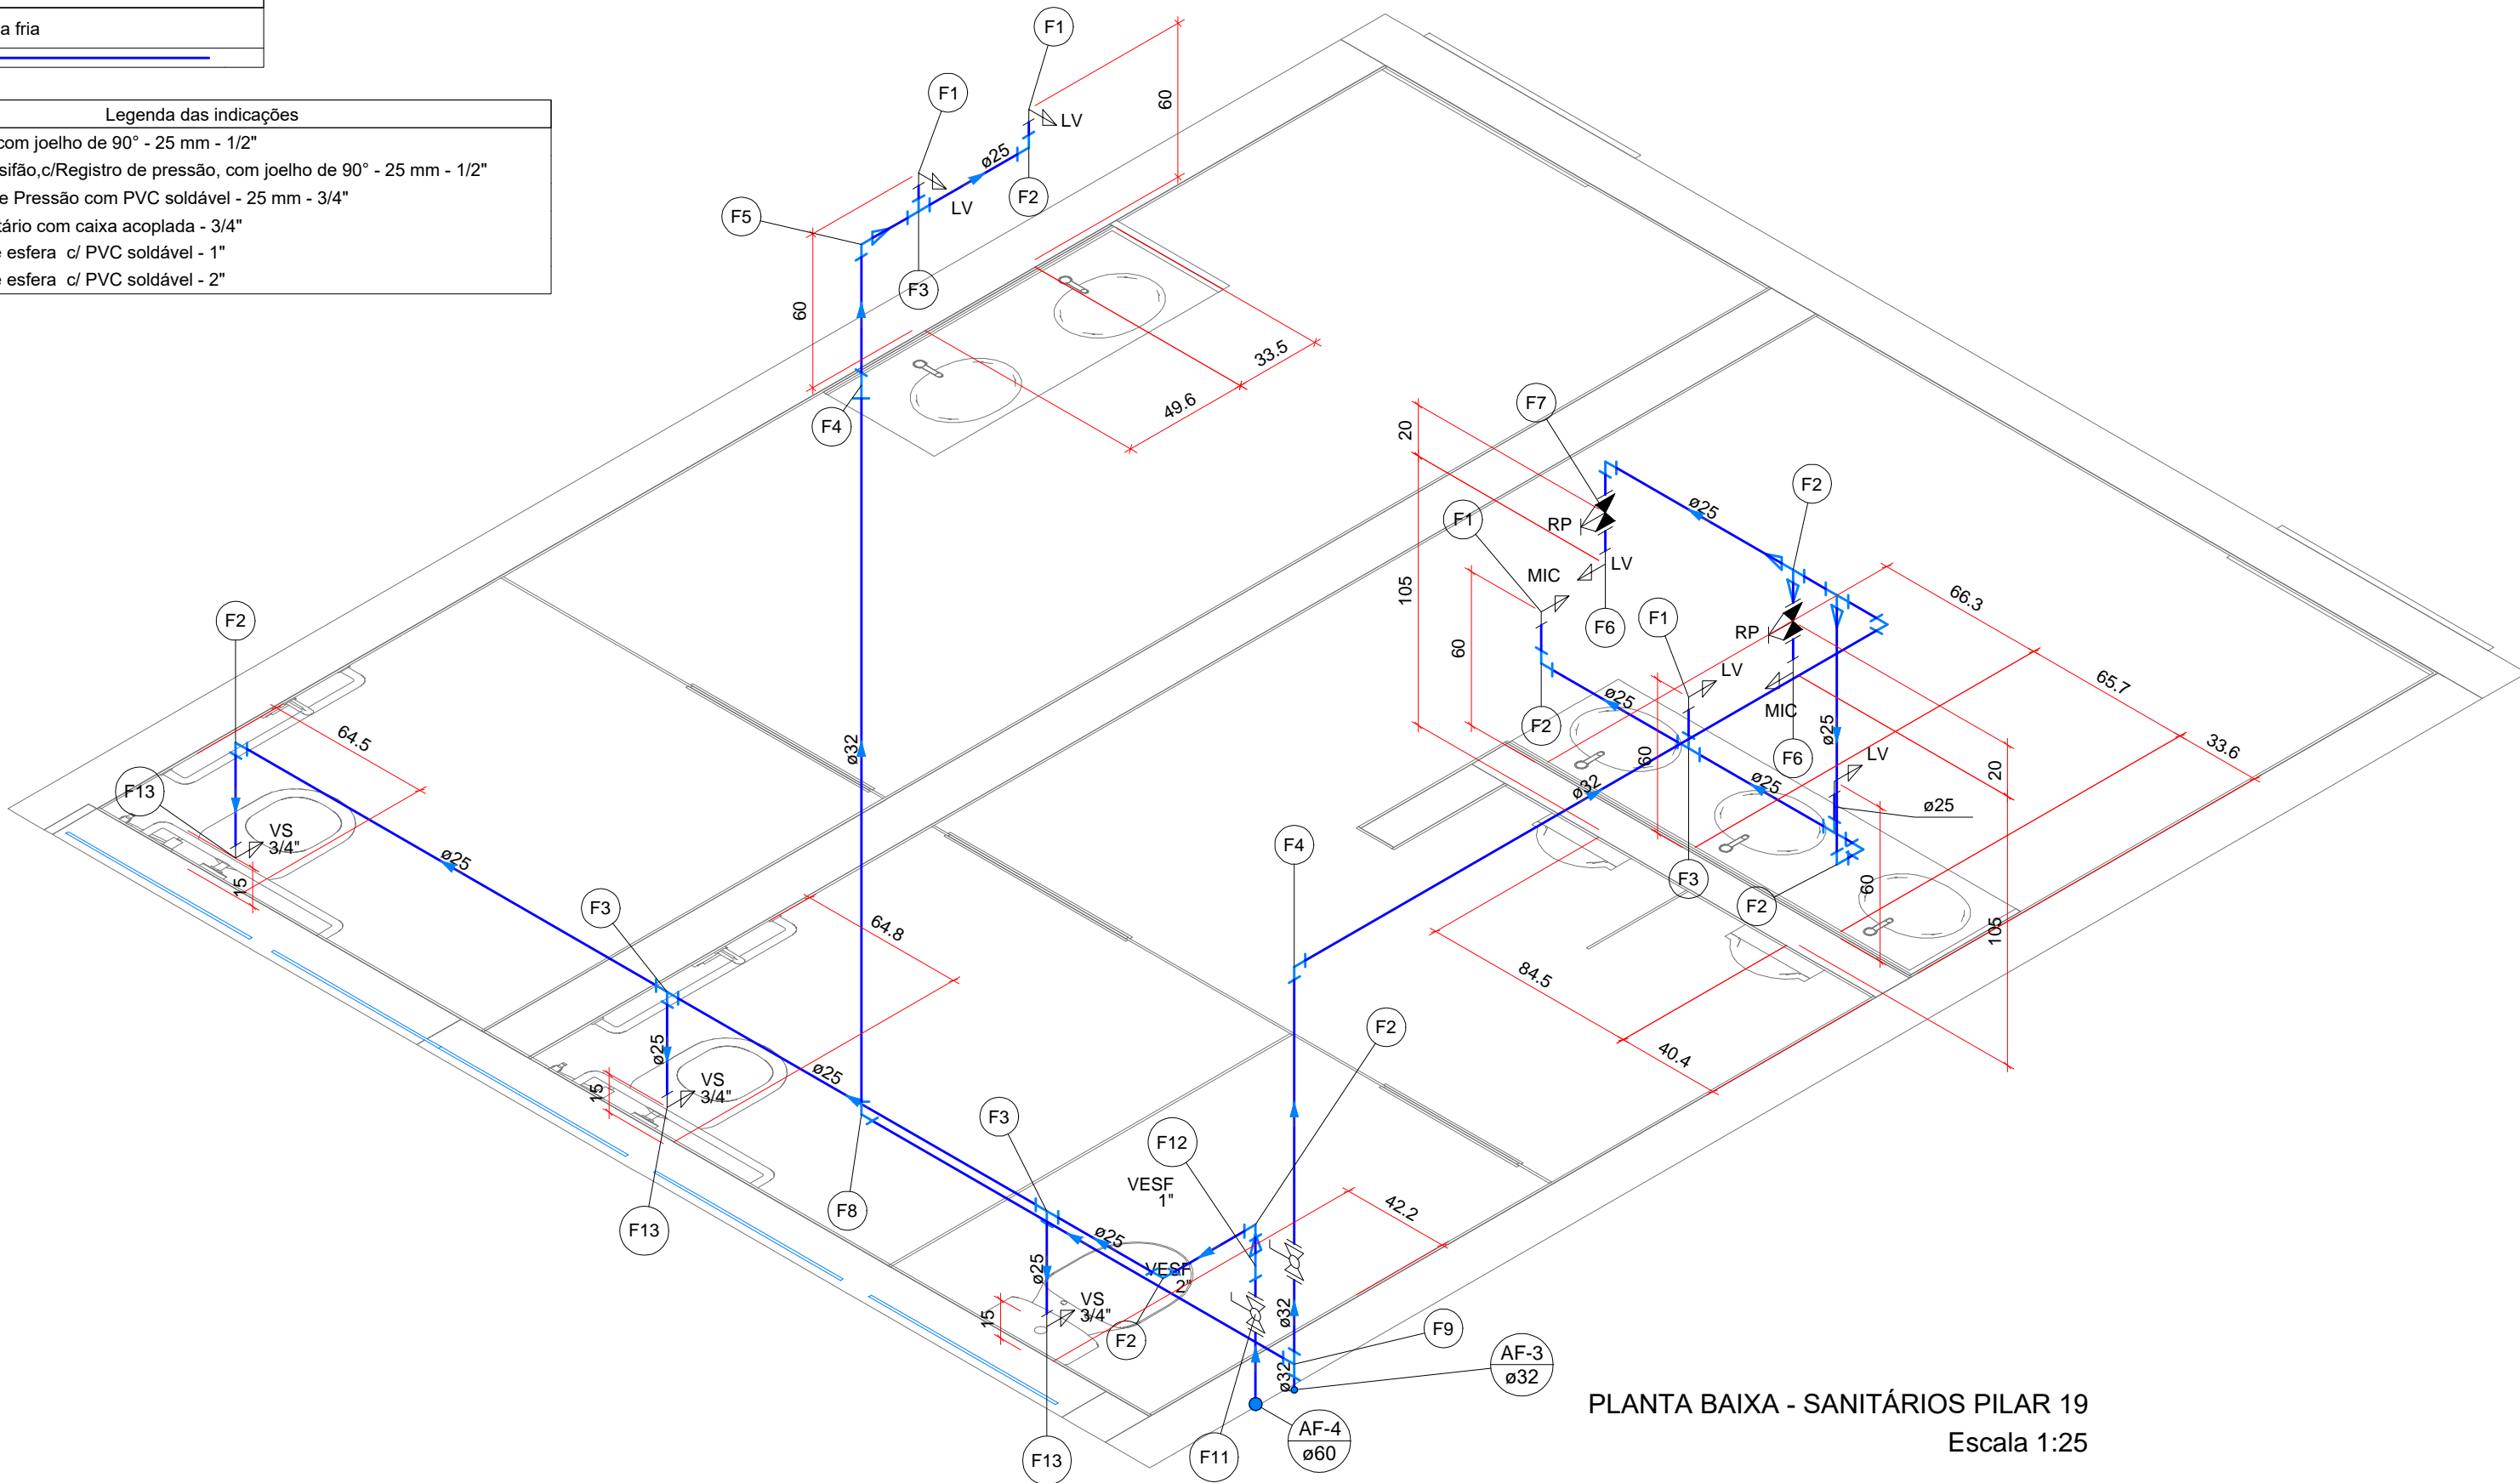 a fria
Legenda das indicações
com joelho de 90° - 25 mm - 1/2"
sifão,c/Registro de pressão, com joelho de 90° - 25 mm - 1/2"
e Pressão com PVC soldável - 25 mm - 3/4"
tário com caixa acoplada - 3/4"
e esfera c/ PVC soldável - 1"
e esfera c/ PVC soldável - 2"
F1
F1
60
LV
ø25
F2
LV
F5
F3
60
33.5
49.6
F4
F7
20
F2
ø25
F1
RP
LV
MIC
105
66.3
F1
F6
RP
F2
60
LV
65.7
ø25
MIC
F2
ø25
33.6
64.5
ø32
60
F6
LV
20
F13
ø25
ø32
ø25
VS
3/4"
F4
ø25
15
F3
60
F3
F2
105
64.8
84.5
F2
ø25
40.4
VS
3/4"
ø25
15
F3
F12
VESF
1"
42.2
F8
F13
ø25
ø25
VESF
2"
VS
3/4"
15
ø32
F2
F9
AF-3
ø32
ø32
PLANTA BAIXA - SANITÁRIOS PILAR 19
AF-4
ø60
Escala 1:25
F11
F13